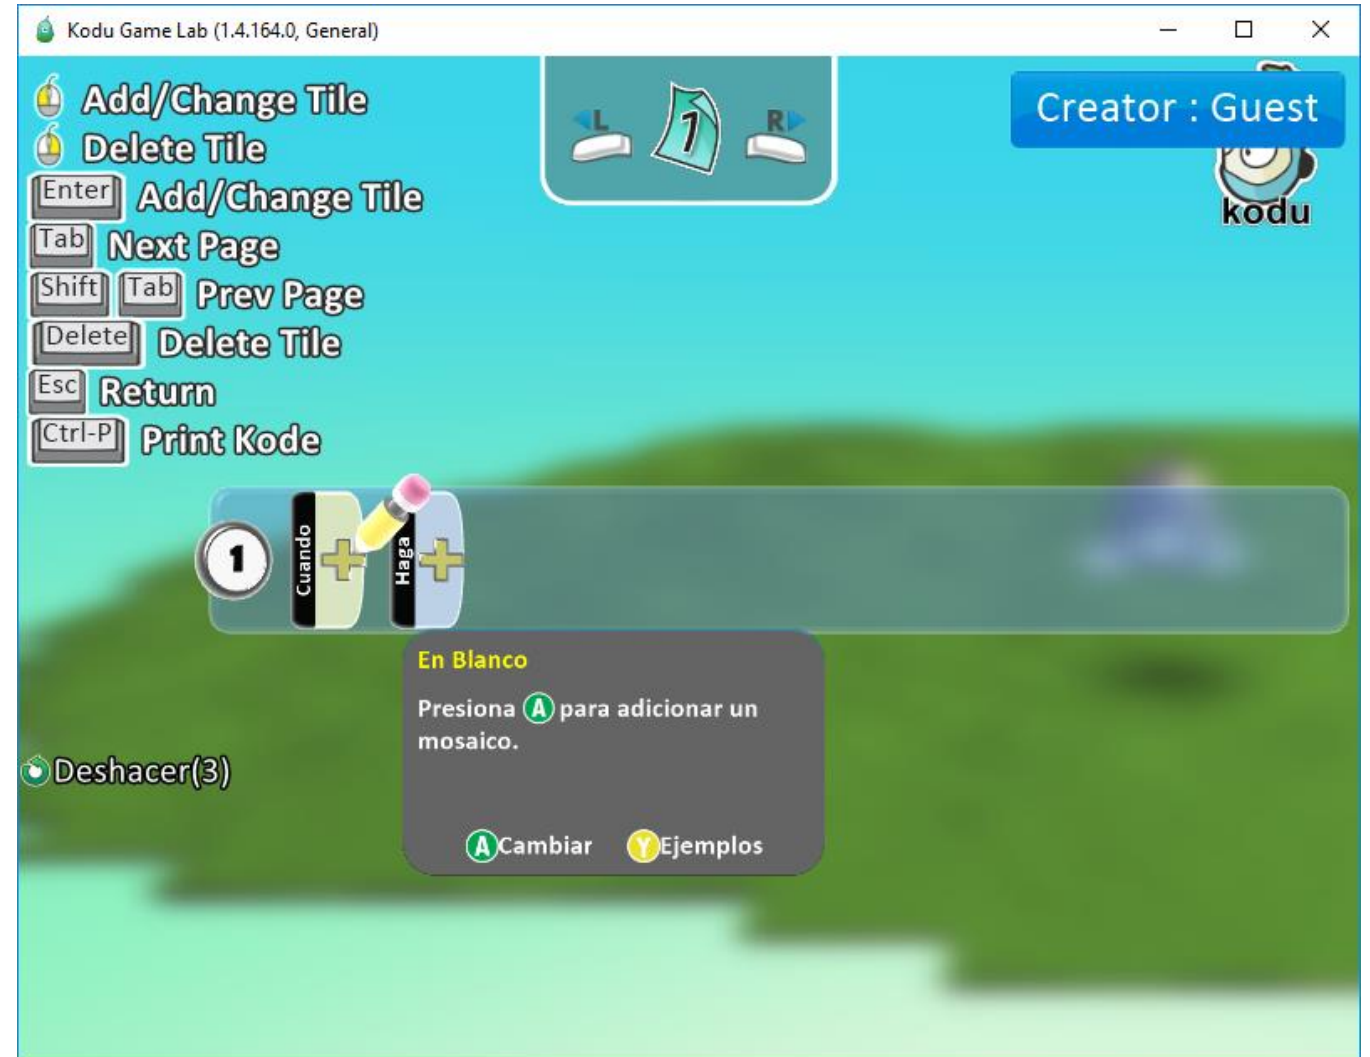 Kodu Game Lab (1.4.164.0, General)
Add/Change Tile
Delete Tile
Enter Add/Change Tile
Tab Next Page
Shift Tab Prev Page
Delete Delete Tile
Esc Return
Ctrl-P Print Kode
L 1 R
Creator : Guest
kodu
1 Cuando Haga
En Blanco
Presiona A para adicionar un
mosaico.
A Cambiar Y Ejemplos
Deshacer(3)